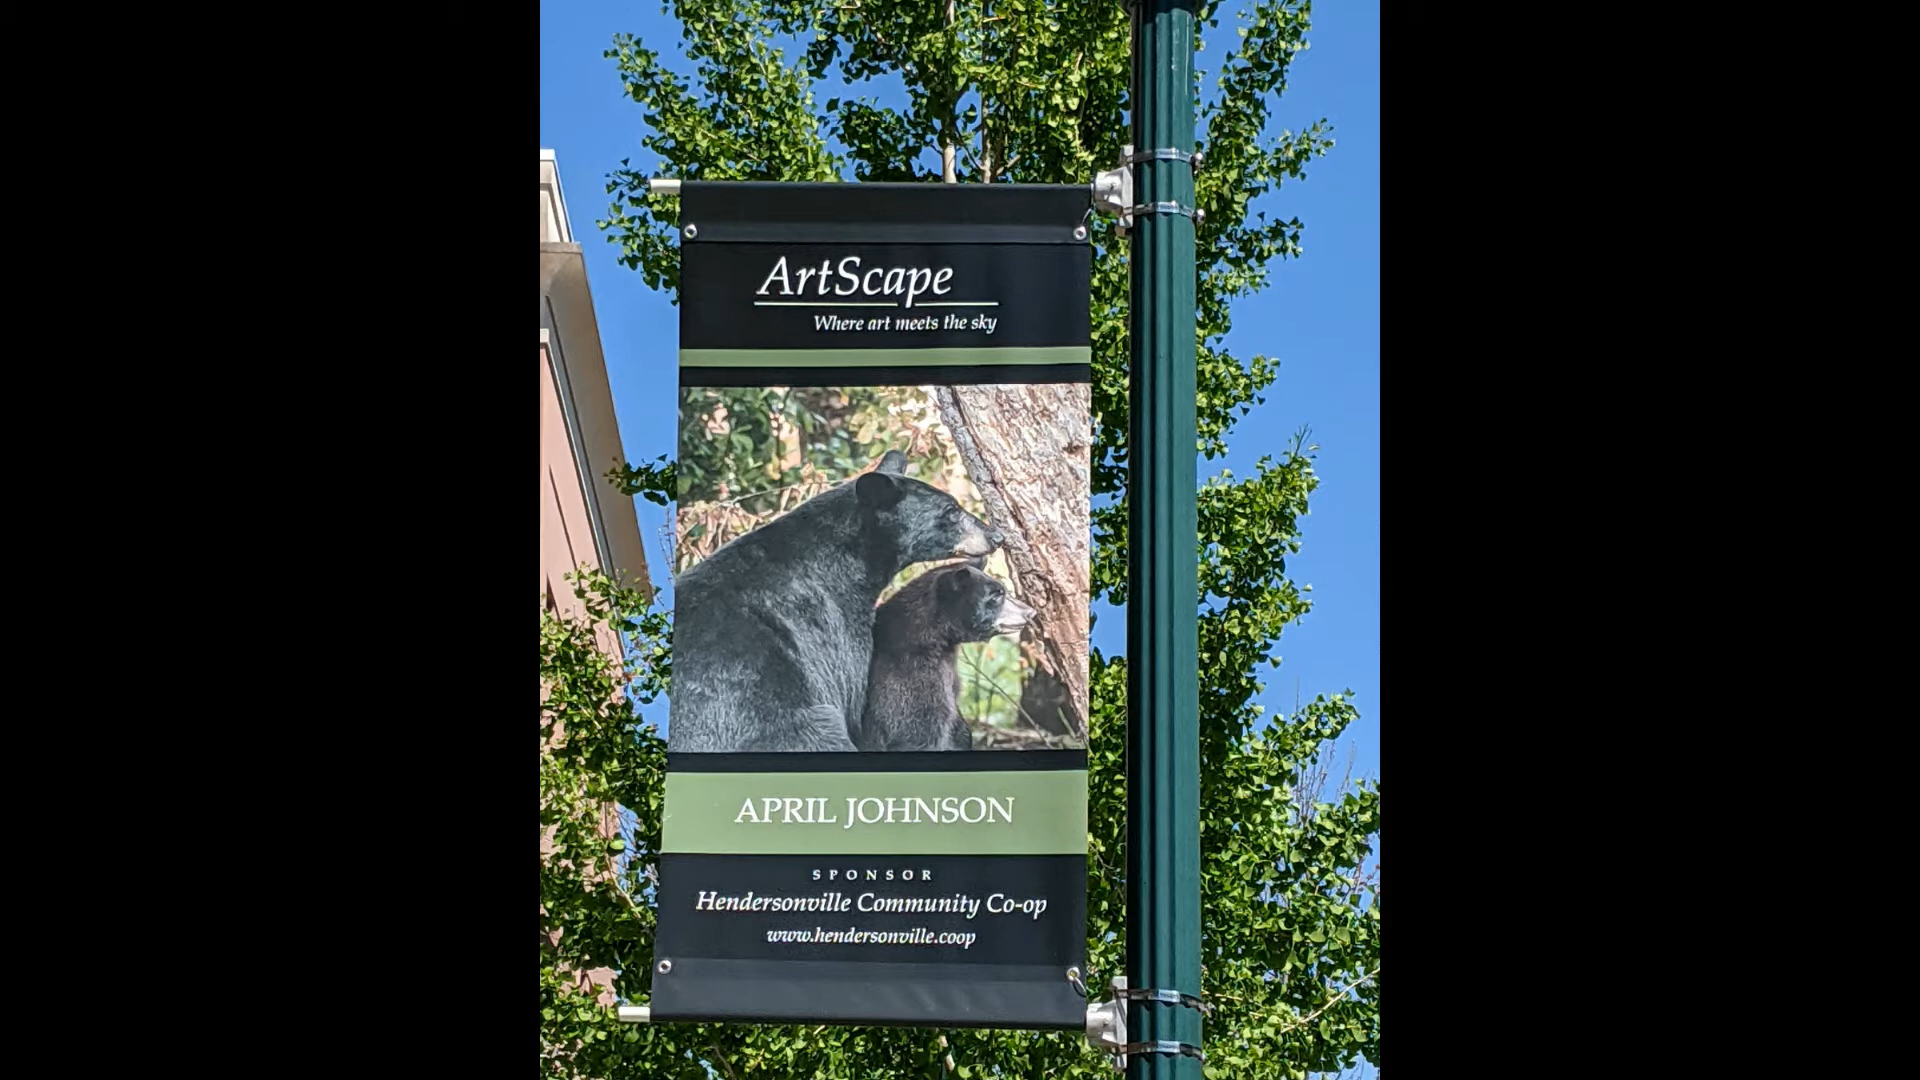 ArtScape
Where art meets the sky
APRIL JOHNSON
SPONSOR
Hendersonville Community Co-op
www.hendersonville.coop